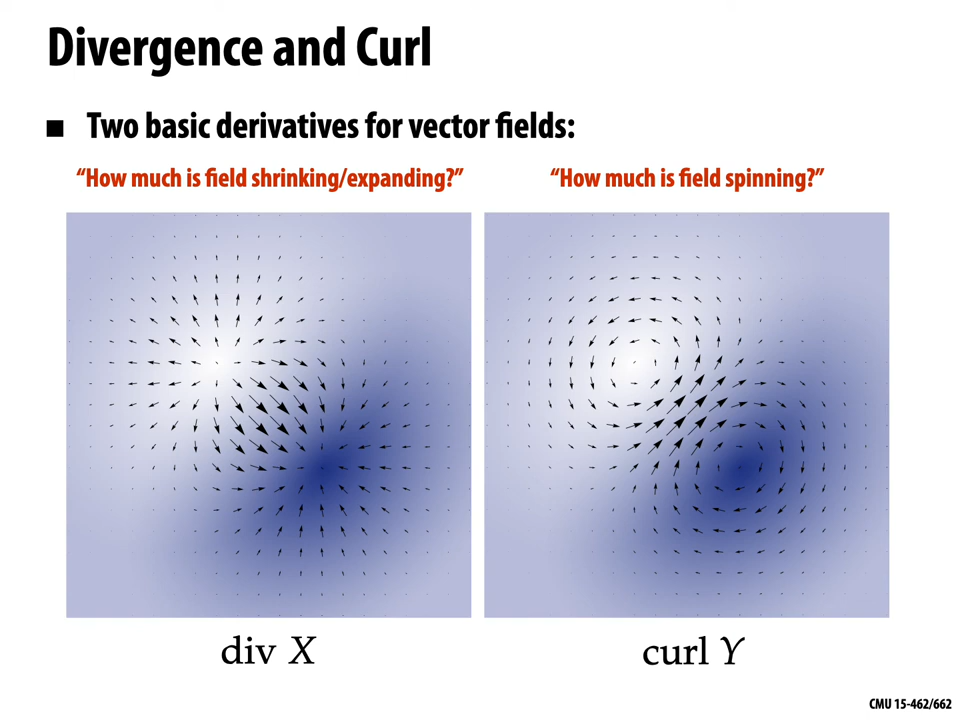 Divergence and Curl
■ Two basic derivatives for vector fields:
“How much is field shrinking/expanding?”
“How much is field spinning?”
div X
curl Y
CMU 15-462/662